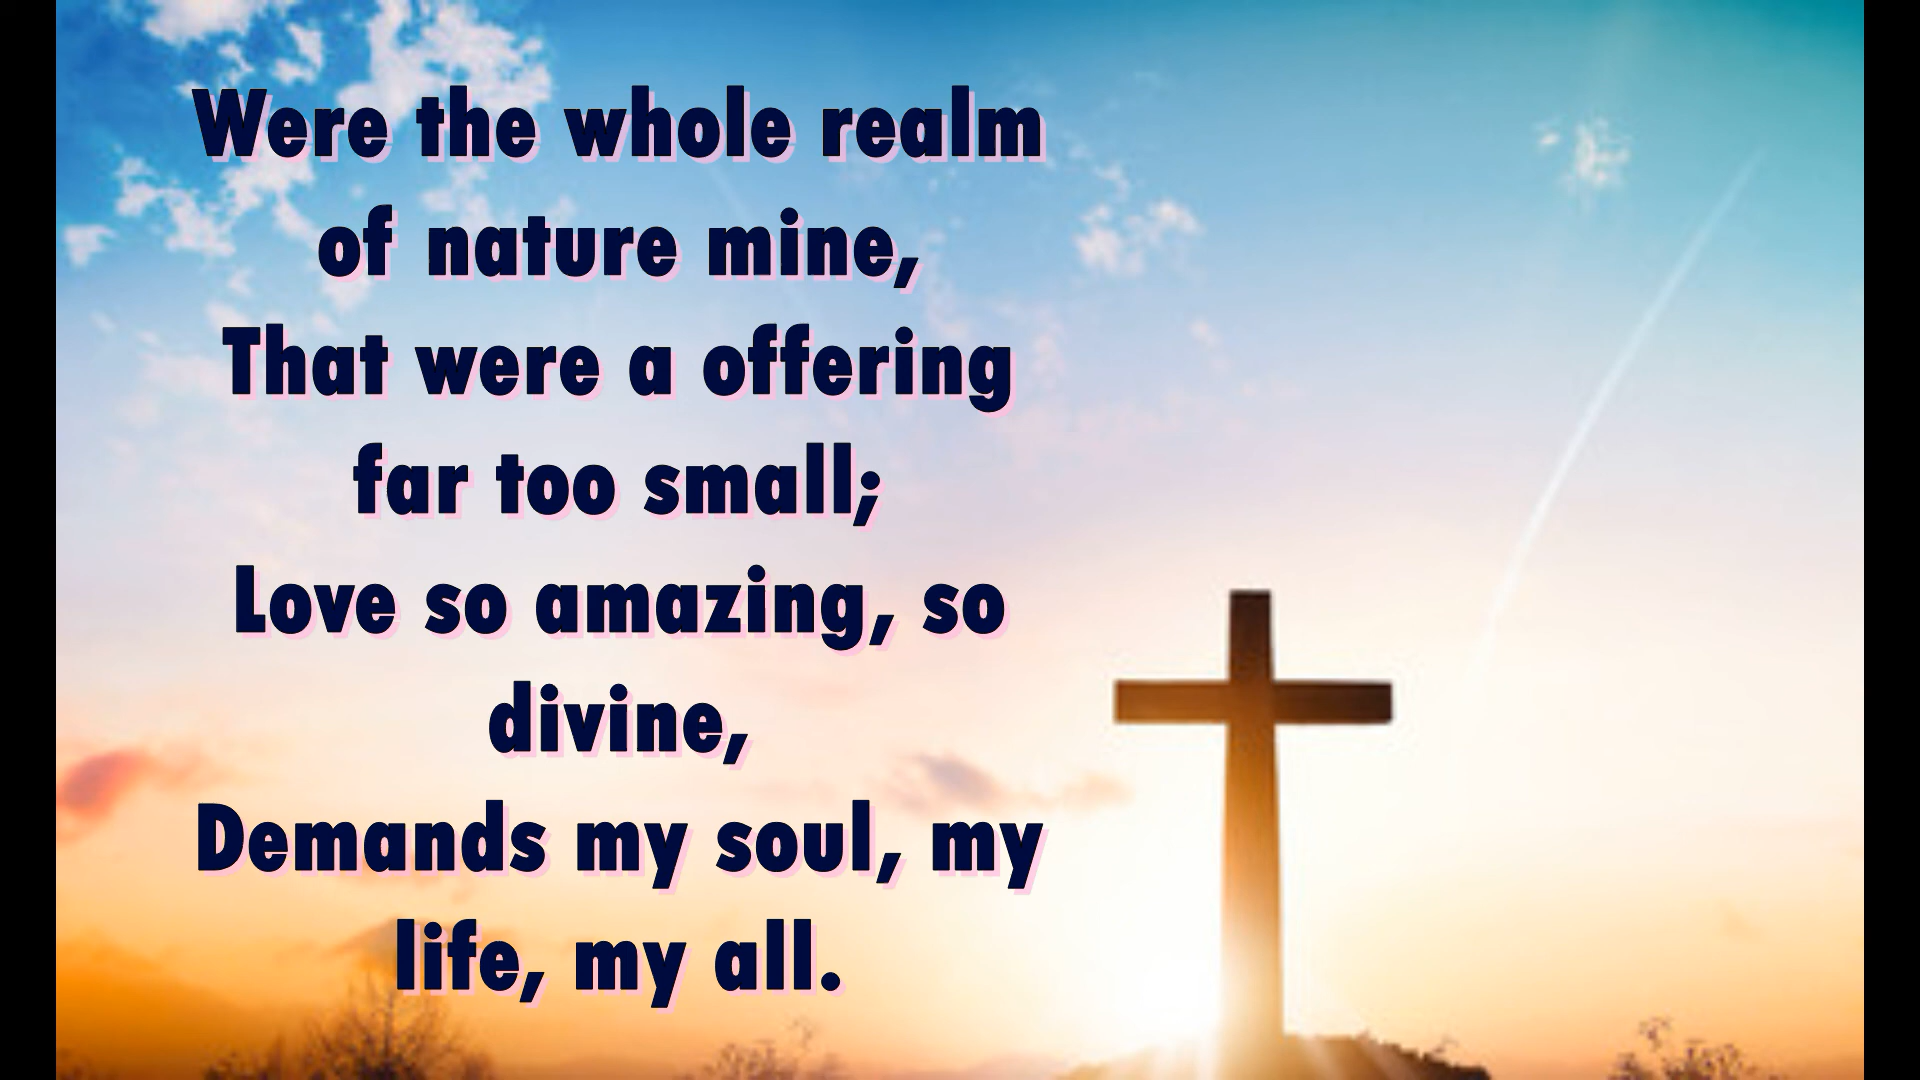 Were the whole realm
of nature mine,
That were a offering
far too small;
Love so amazing, so
divine,
Demands my soul, my
life, my all.